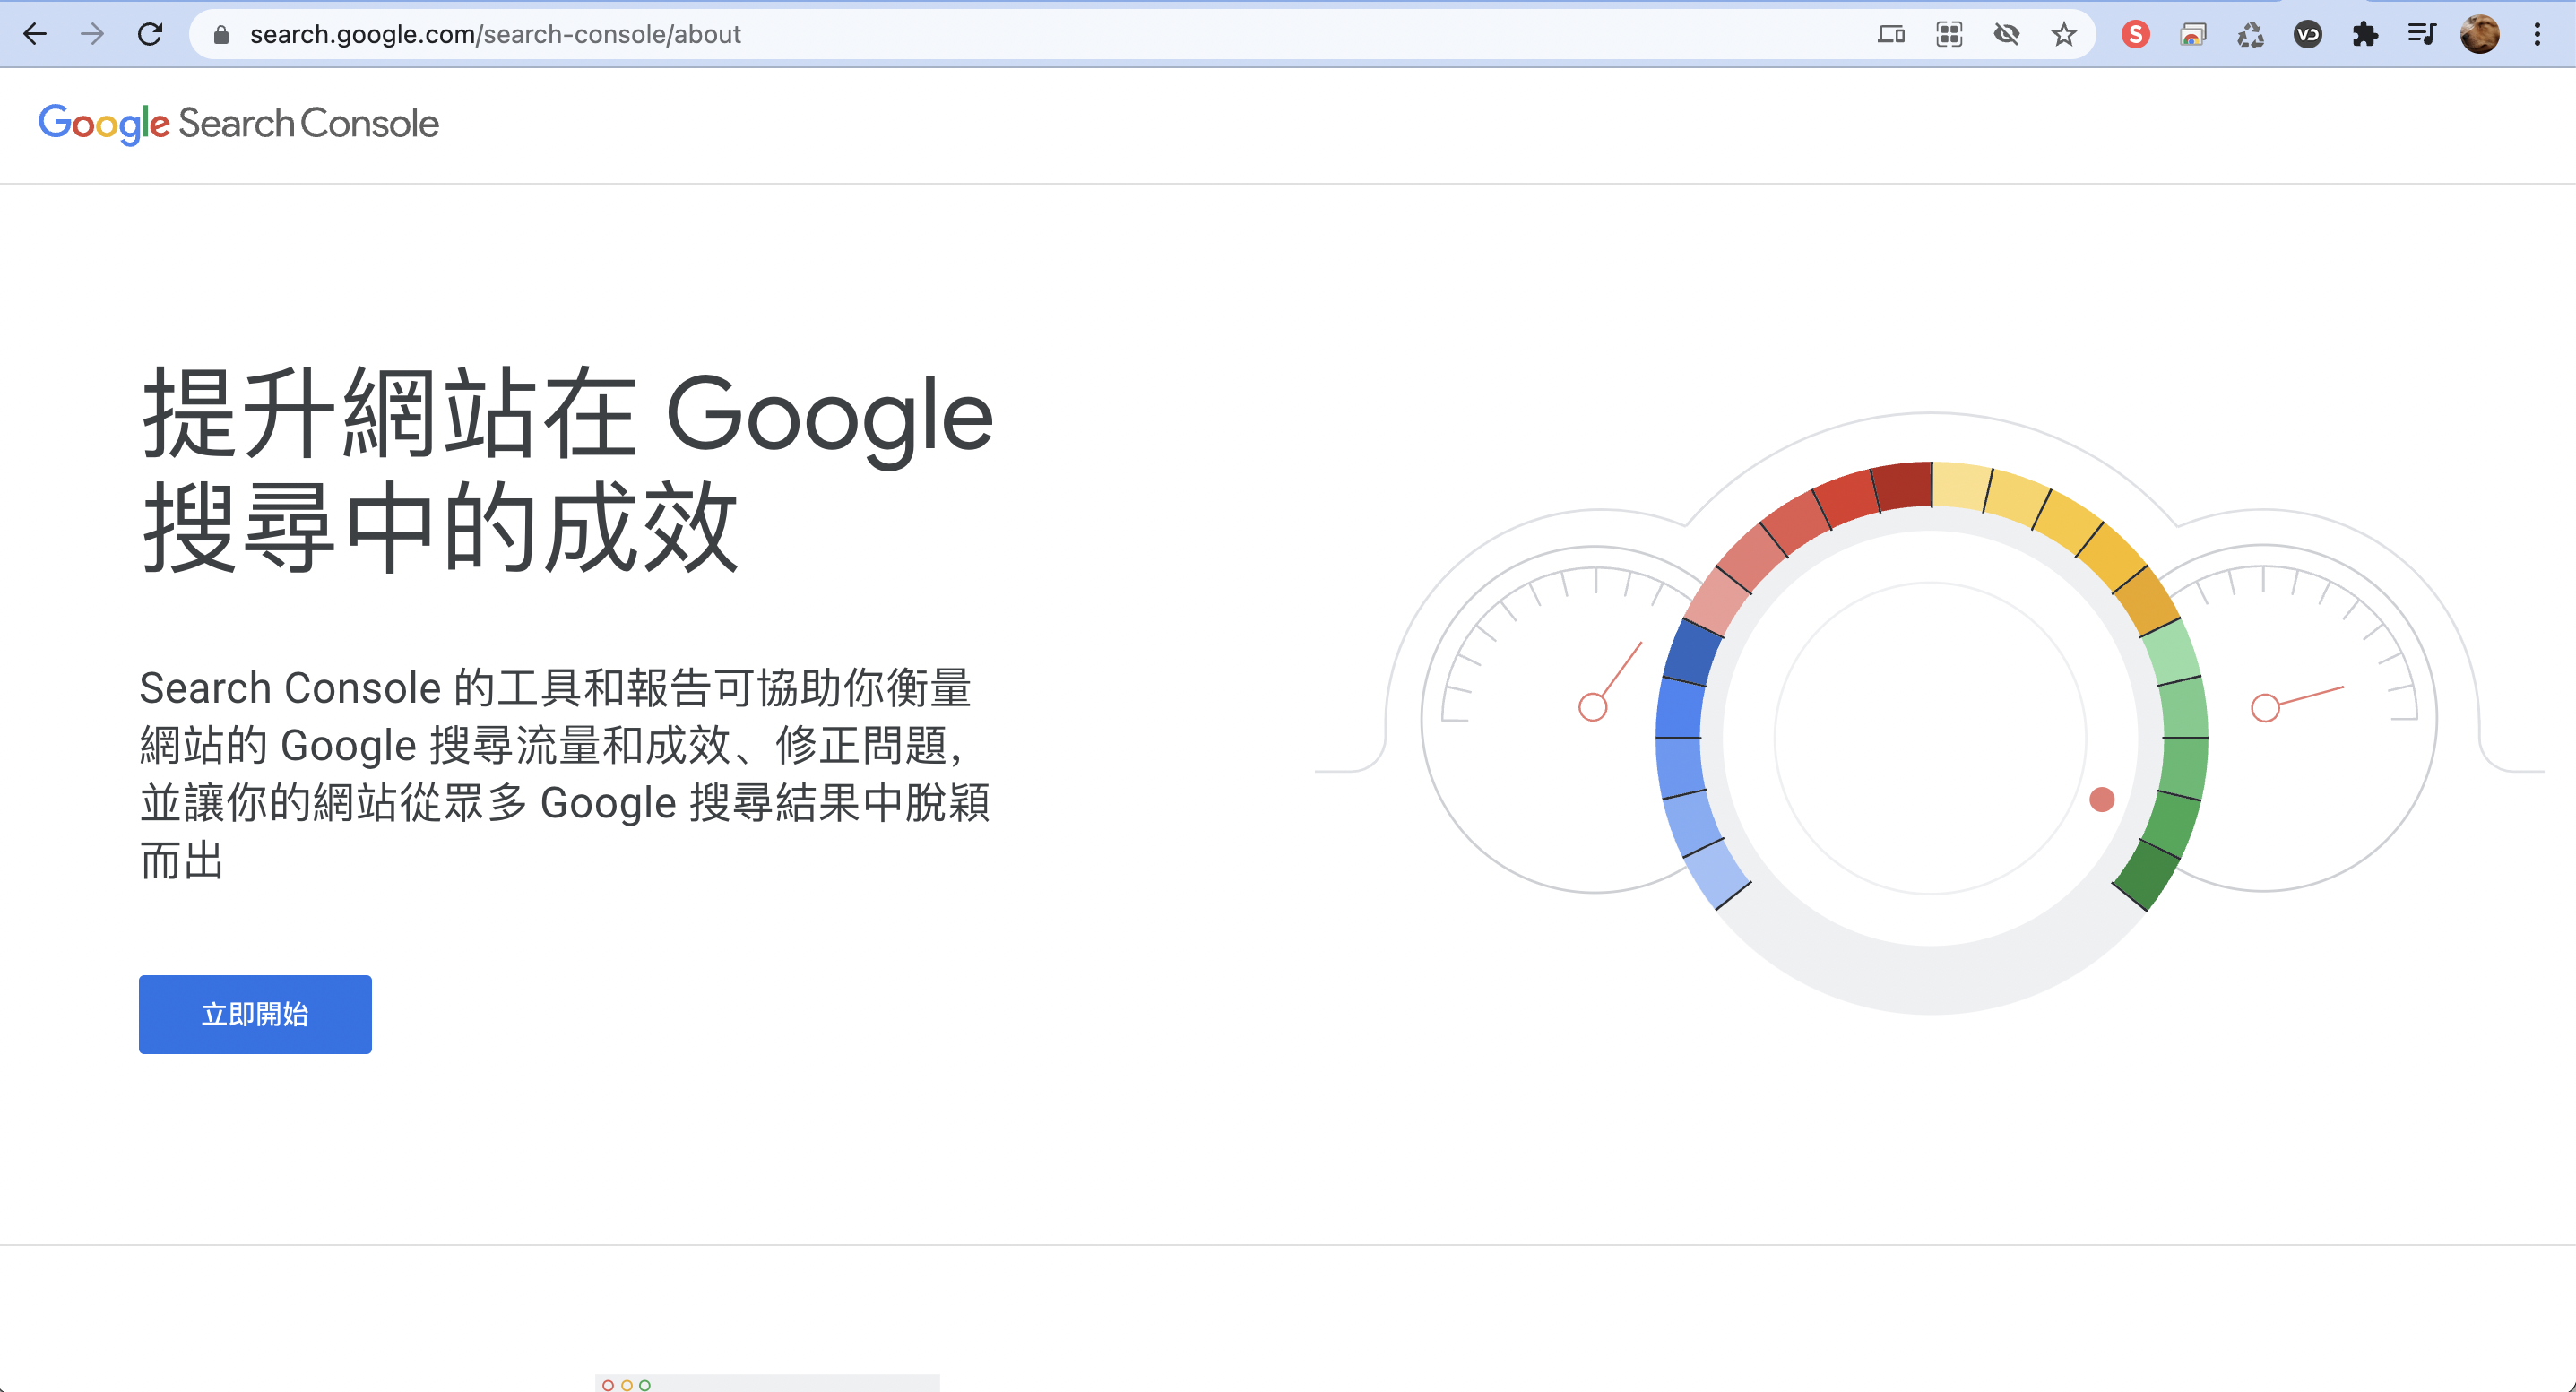 search.google.com/search-console/about
S
VD
Google Search Console
提升網站在 Google
搜尋中的成效
Search Console 的工具和報告可協助你衡量
網站的 Google 搜尋流量和成效、修正問題，
並讓你的網站從眾多 Google 搜尋結果中脫穎
而出
立即開始